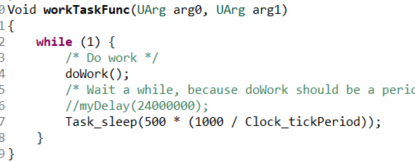 0Void workTaskFunc(UArg arg0, UArg arg1)
1{
2    while (1) {
3        /* Do work */
4        doWork();
5        /* Wait a while, because doWork should be a
6        //myDelay(24000000);
7        Task_sleep(500 * (1000 / Clock_tickPeriod));
8    }
9}